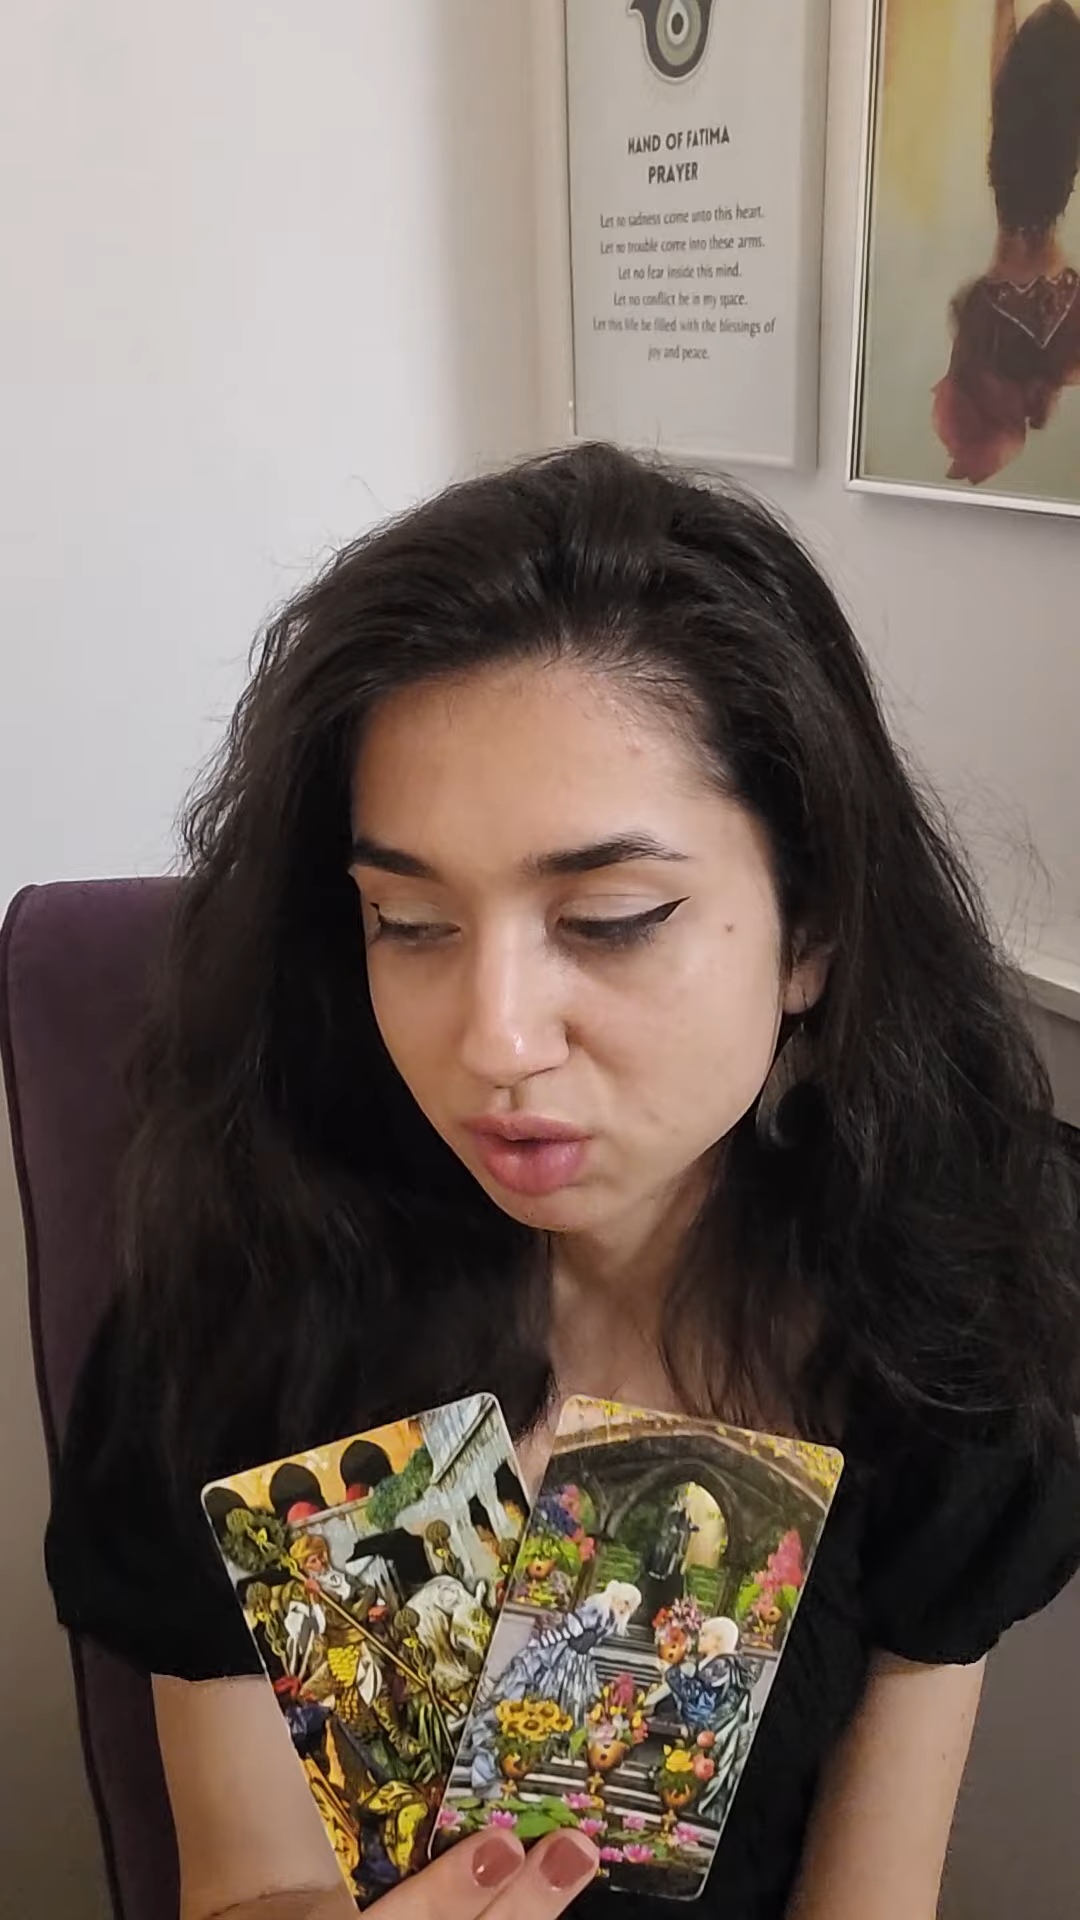 HAND OF FATIMA
PRAYER
Let no sadness come unto this heart.
Let no trouble come into these arms.
Let no fear inside this mind.
Let no conflict be in my space.
Let this life be filled with the blessings of
joy and peace.